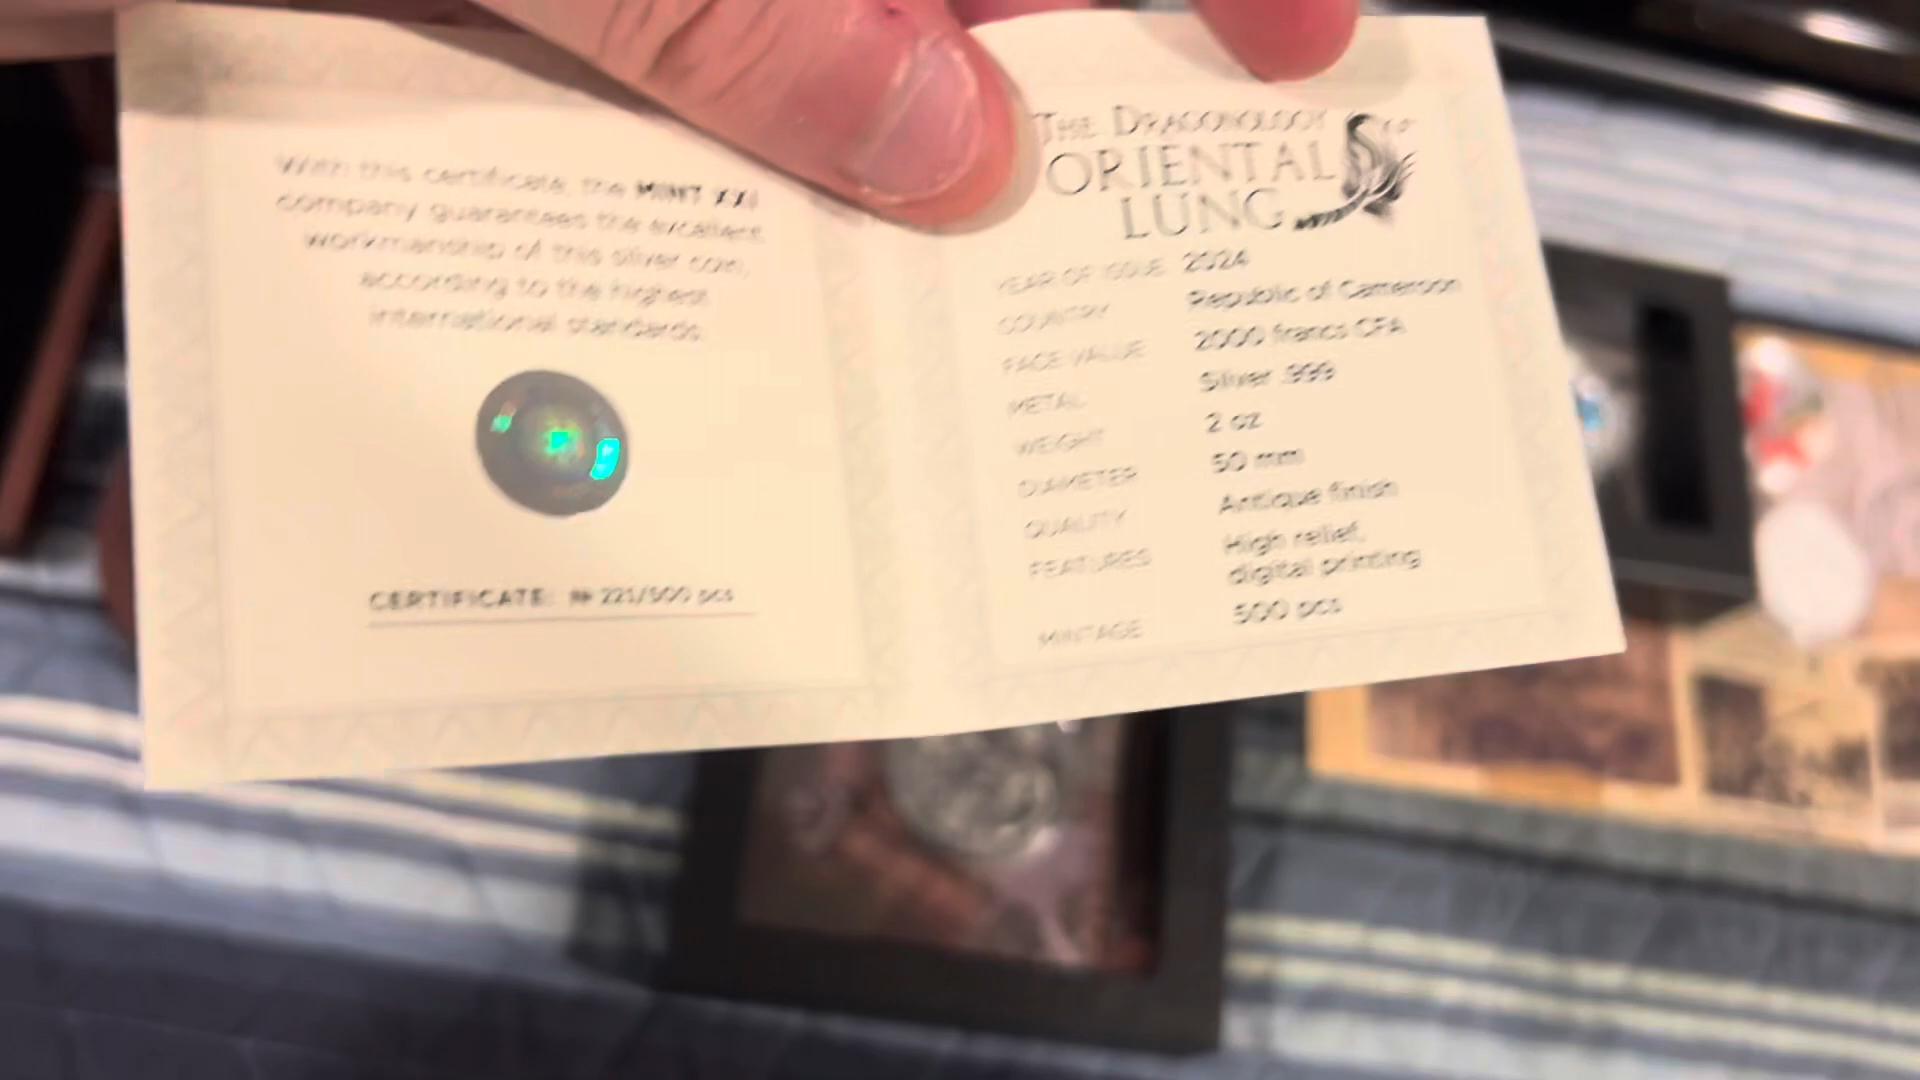 With this certificate, the MINT XXI
company guarantees the excellent
workmanship of this silver coin,
according to the highest
international standards.
CERTIFICATE: № 221/500 pcs
THE DRAGONOLOGY
ORIENTAL
LUNG
YEAR OF ISSUE 2024
COUNTRY Republic of Cameroon
FACE VALUE 2000 francs CFA
METAL Silver .999
WEIGHT 2 oz
DIAMETER 50 mm
QUALITY Antique finish
FEATURES High relief,
digital printing
MINTAGE 500 pcs